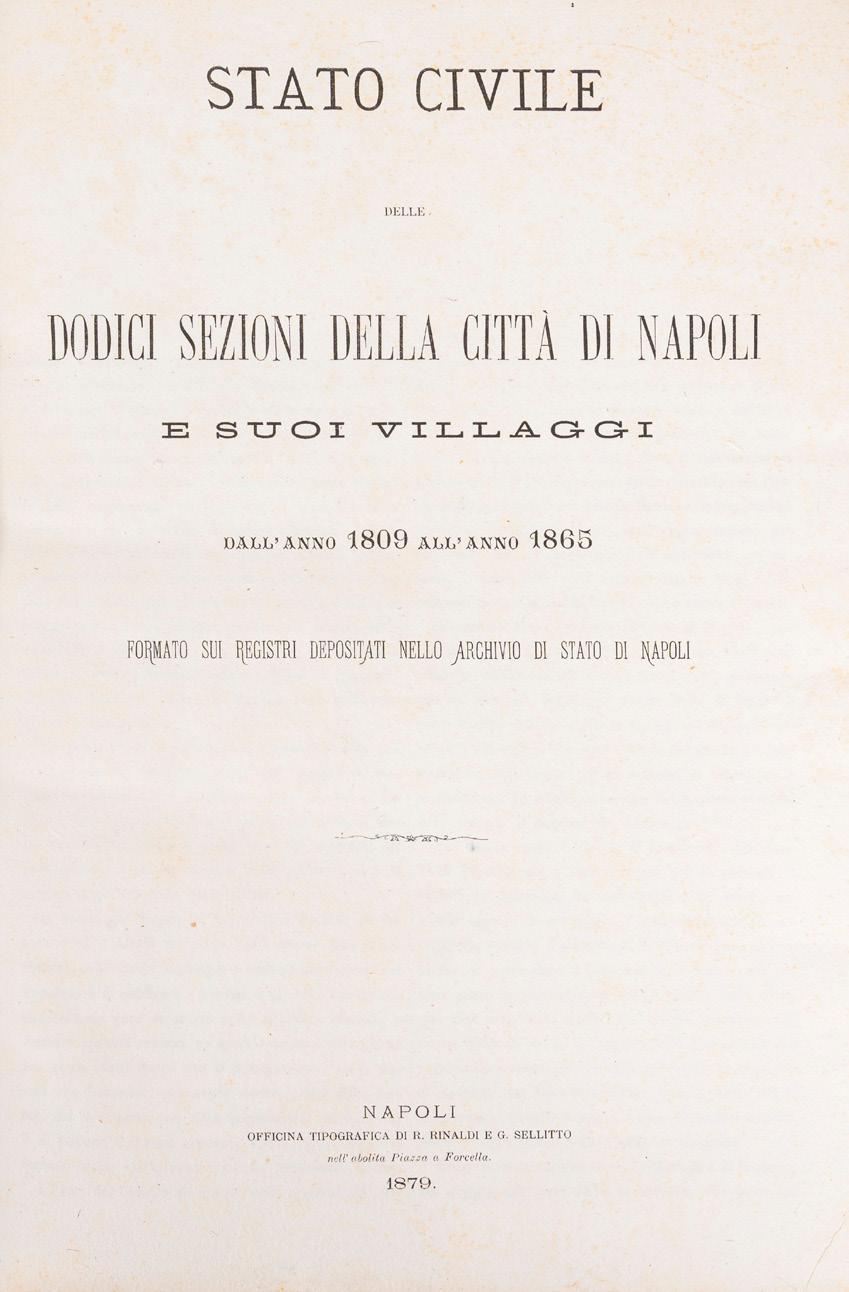 STATO CIVILE
DELLE
DODICI SEZIONI DELLA CITTÀ DI NAPOLI
E SUOI VILLAGGI
DALL' ANNO 1809 ALL' ANNO 1865
FORMATO SUI REGISTRI DEPOSITATI NELLO ARCHIVIO DI STATO DI NAPOLI
NAPOLI
OFFICINA TIPOGRAFICA DI R. RINALDI E G. SELLITTO
nell' abolita Piazza a Forcella.
1879.